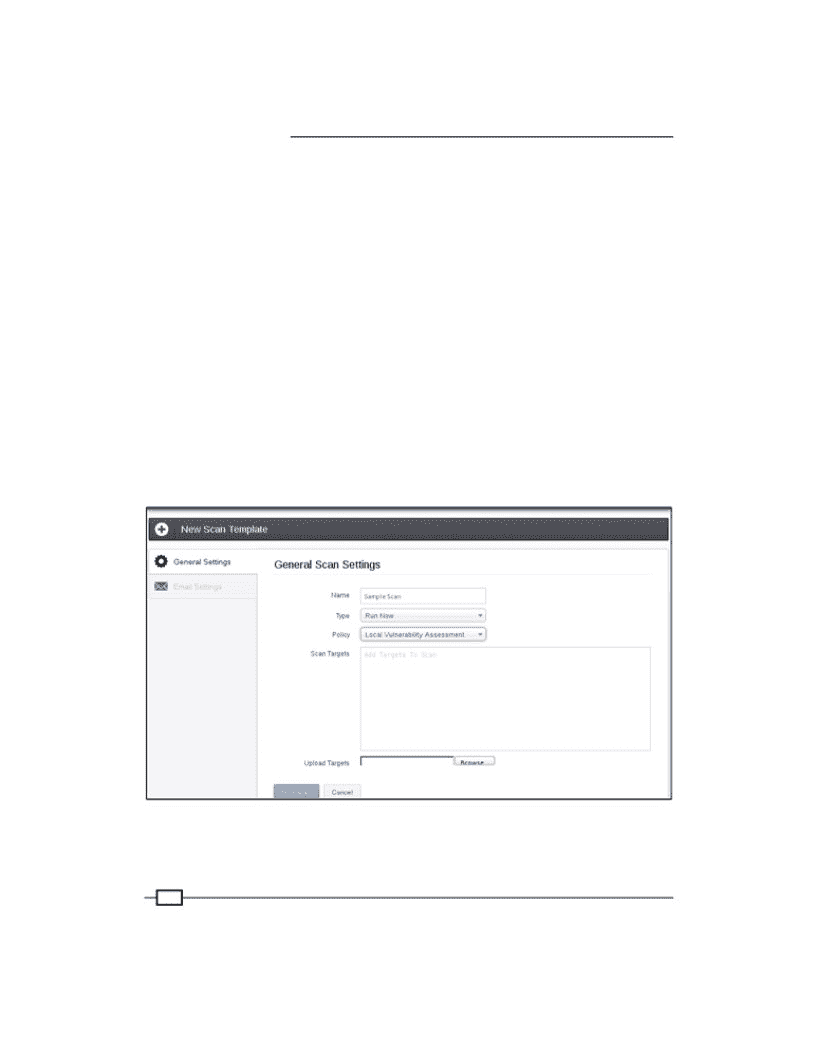 New Scan Template
General Settings
Email Settings
General Scan Settings
Name
Sample Scan
Type
Run Now
Policy
Local Vulnerability Assessment
Scan Targets
Add Targets To Scan
Upload Targets
Browse...
Cancel